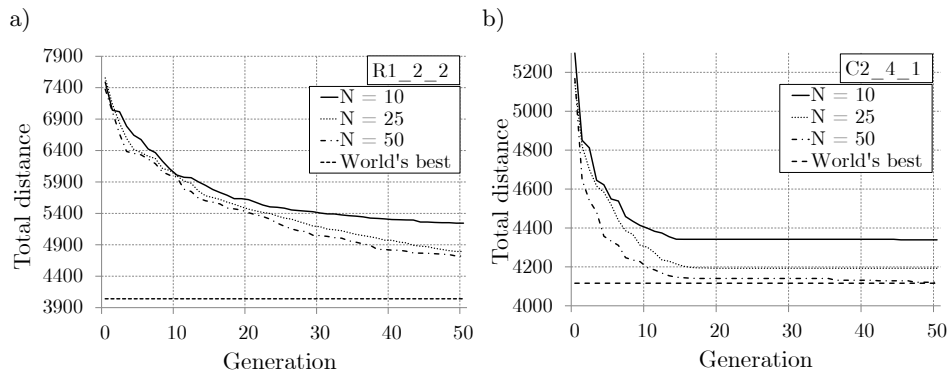 a)
R1_2_2
N = 10
N = 25
N = 50
World's best
Total distance
7900
7400
6900
6400
5900
5400
4900
4400
3900
0 10 20 30 40 50
Generation
b)
C2_4_1
N = 10
N = 25
N = 50
World's best
Total distance
5200
5000
4800
4600
4400
4200
4000
0 10 20 30 40 50
Generation